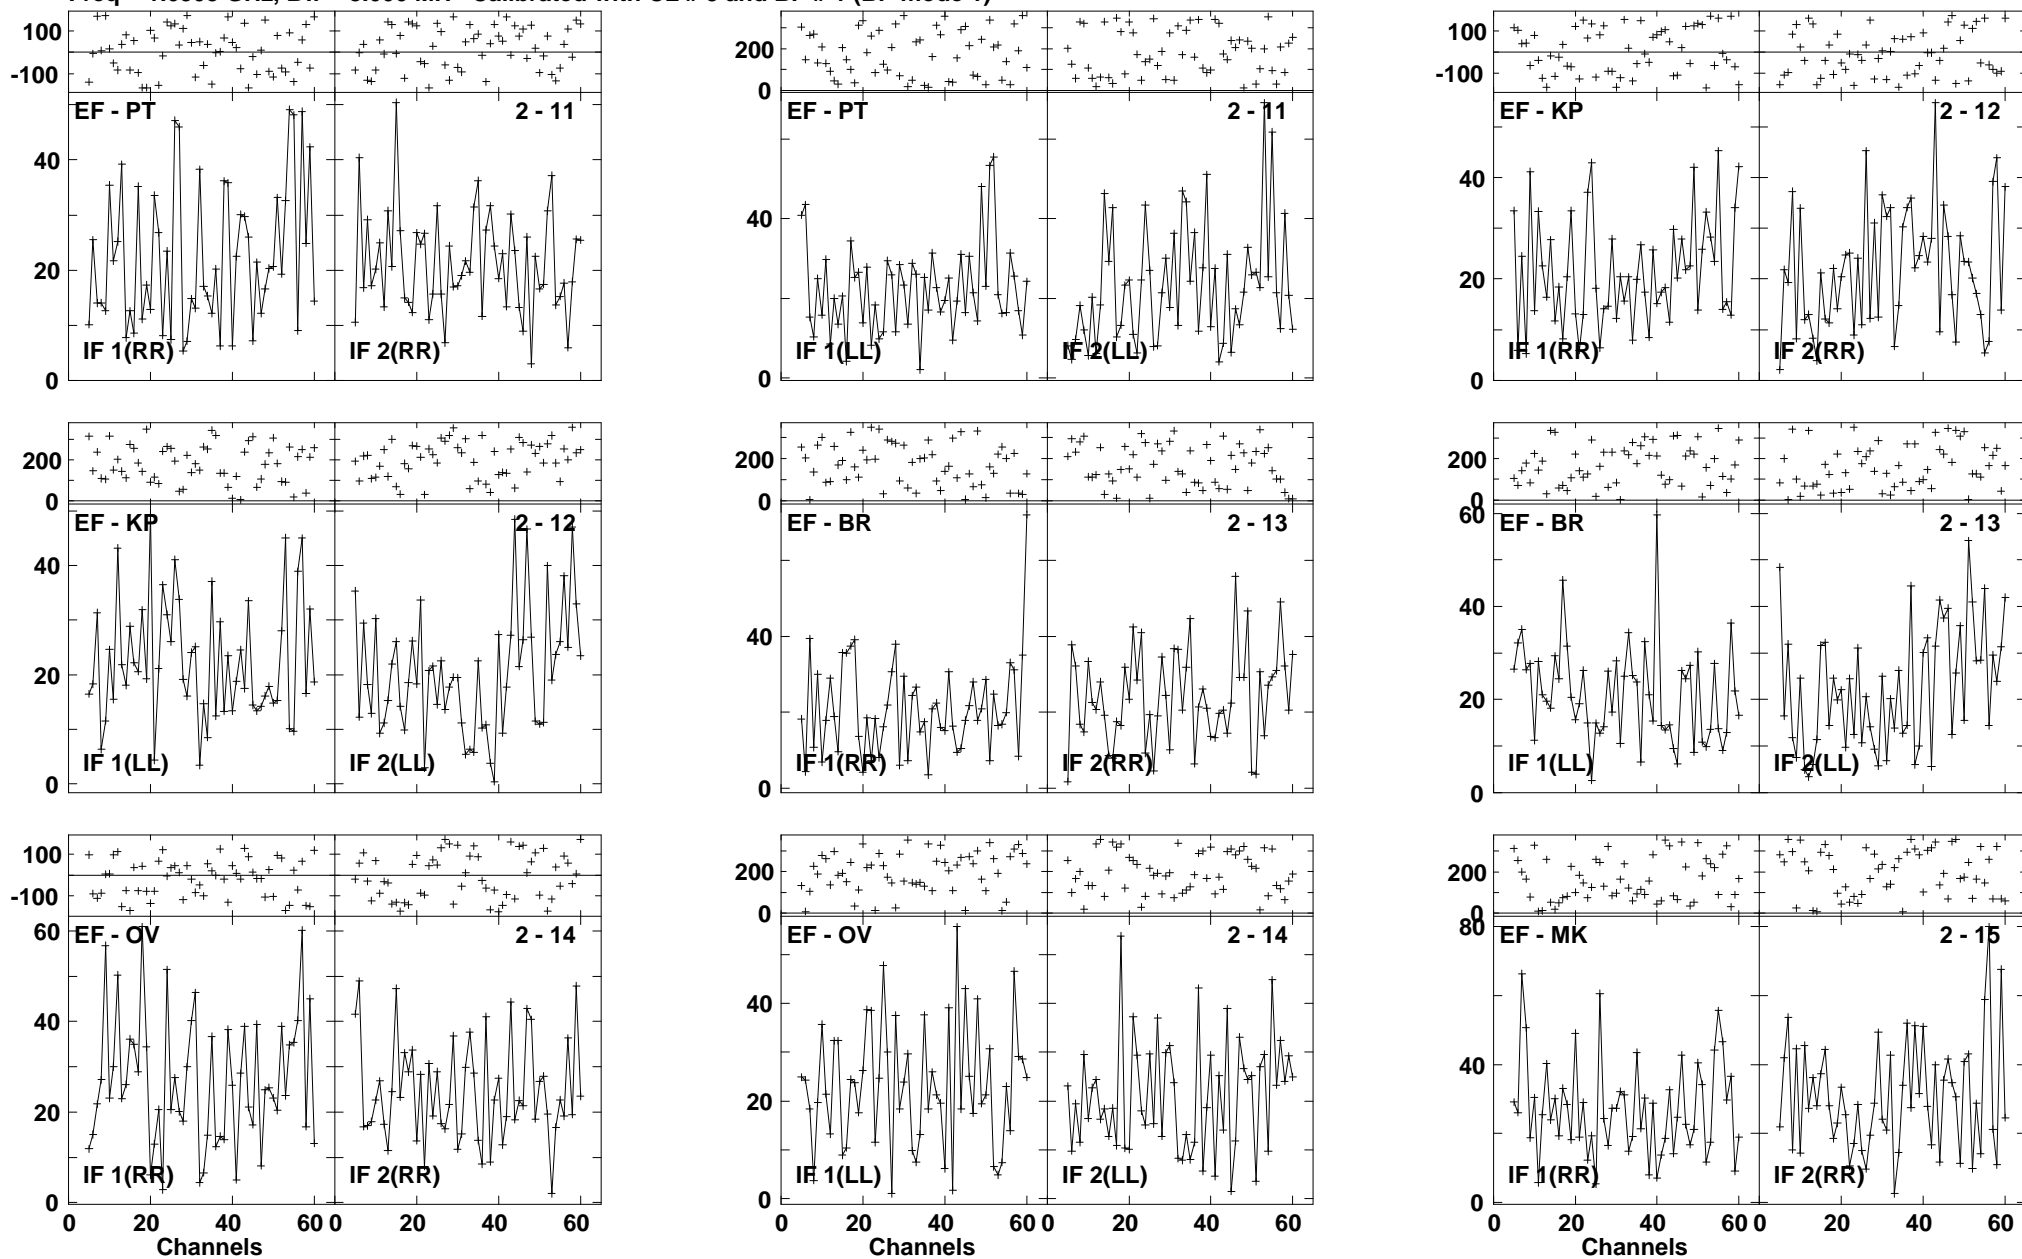 100
-100
EF - PT
2 - 11
40
20
0
IF 1(RR)
IF 2(RR)
200
0
EF - PT
2 - 11
40
0
IF 1(LL)
IF 2(LL)
100
-100
EF - KP
2 - 12
40
20
0
IF 1(RR)
IF 2(RR)
200
0
EF - KP
2 - 12
40
20
0
IF 1(LL)
IF 2(LL)
200
0
EF - BR
2 - 13
40
0
IF 1(RR)
IF 2(RR)
200
0
60
EF - BR
2 - 13
40
20
0
IF 1(LL)
IF 2(LL)
100
-100
60
EF - OV
2 - 14
40
20
0
IF 1(RR)
IF 2(RR)
0 20 40 60 0 20 40 60
Channels
200
0
EF - OV
2 - 14
40
20
0
IF 1(LL)
IF 2(LL)
0 20 40 60 0 20 40 60
Channels
200
0
80
EF - MK
2 - 15
40
0
IF 1(RR)
IF 2(RR)
0 20 40 60 0 20 40 60
Channels